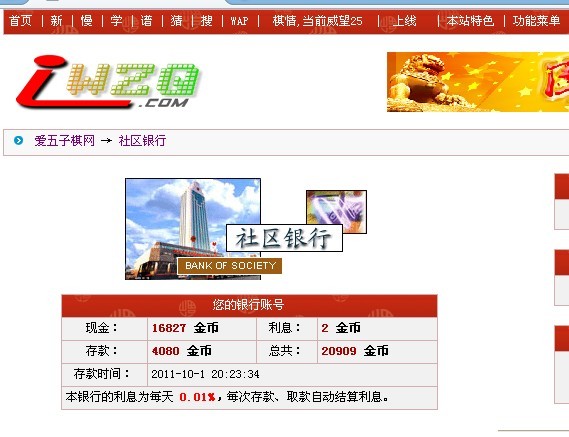 首页 | 新 | 慢 | 学 | 谱 | 猜 | 搜 | WAP | 棋情,当前威望25 | 上线 | 本站特色 | 功能菜单
iWZQ.COM
爱五子棋网 → 社区银行
社区银行
BANK OF SOCIETY
您的银行账号
现金： 16827 金币 利息： 2 金币
存款： 4080 金币 总共： 20909 金币
存款时间： 2011-10-1 20:23:34
本银行的利息为每天 0.01%，每次存款、取款自动结算利息。